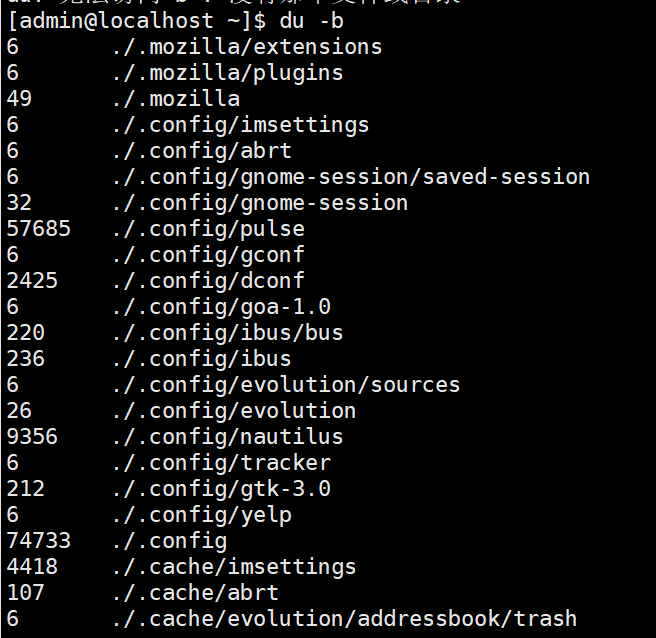 [admin@localhost ~]$ du -b
6 ./.mozilla/extensions
6 ./.mozilla/plugins
49 ./.mozilla
6 ./.config/imsettings
6 ./.config/abrt
6 ./.config/gnome-session/saved-session
32 ./.config/gnome-session
57685 ./.config/pulse
6 ./.config/gconf
2425 ./.config/dconf
6 ./.config/goa-1.0
220 ./.config/ibus/bus
236 ./.config/ibus
6 ./.config/evolution/sources
26 ./.config/evolution
9356 ./.config/nautilus
6 ./.config/tracker
212 ./.config/gtk-3.0
6 ./.config/yelp
74733 ./.config
4418 ./.cache/imsettings
107 ./.cache/abrt
6 ./.cache/evolution/addressbook/trash